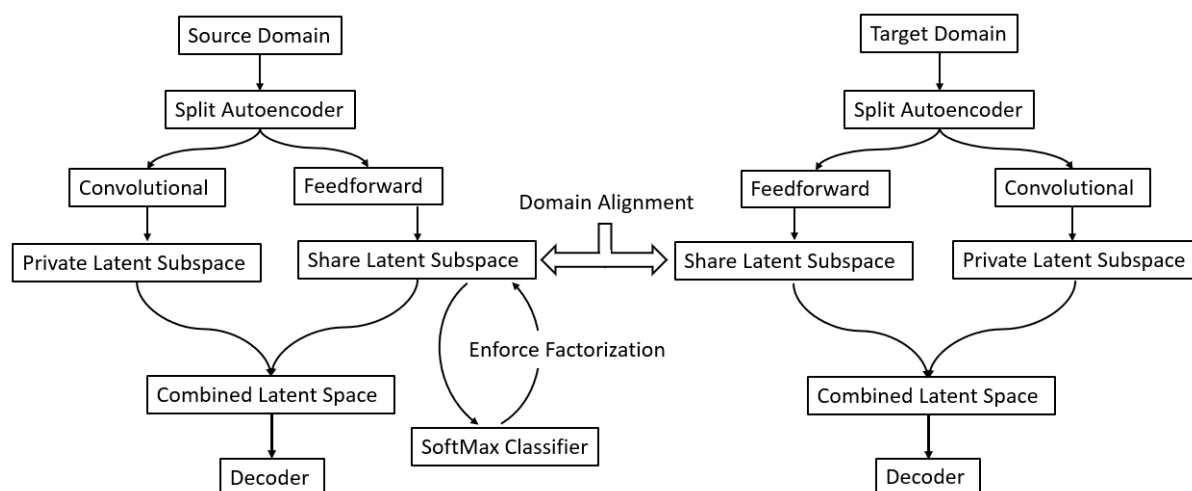 Source Domain
Target Domain
Split Autoencoder
Split Autoencoder
Convolutional
Feedforward
Feedforward
Convolutional
Domain Alignment
Private Latent Subspace
Share Latent Subspace
Share Latent Subspace
Private Latent Subspace
Enforce Factorization
Combined Latent Space
Combined Latent Space
SoftMax Classifier
Decoder
Decoder